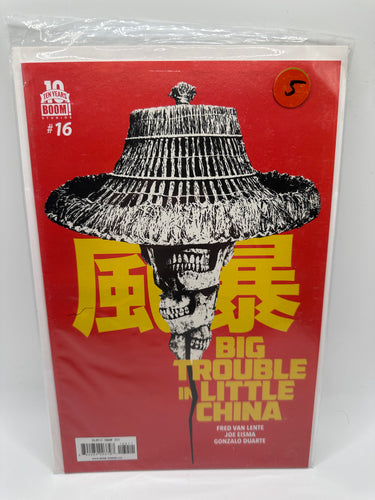 10
TEN YEARS
BOOM!
STUDIOS
#16
5
風暴
BIG
TROUBLE
IN LITTLE
CHINA
FRED VAN LENTE
JOE EISMA
GONZALO DUARTE